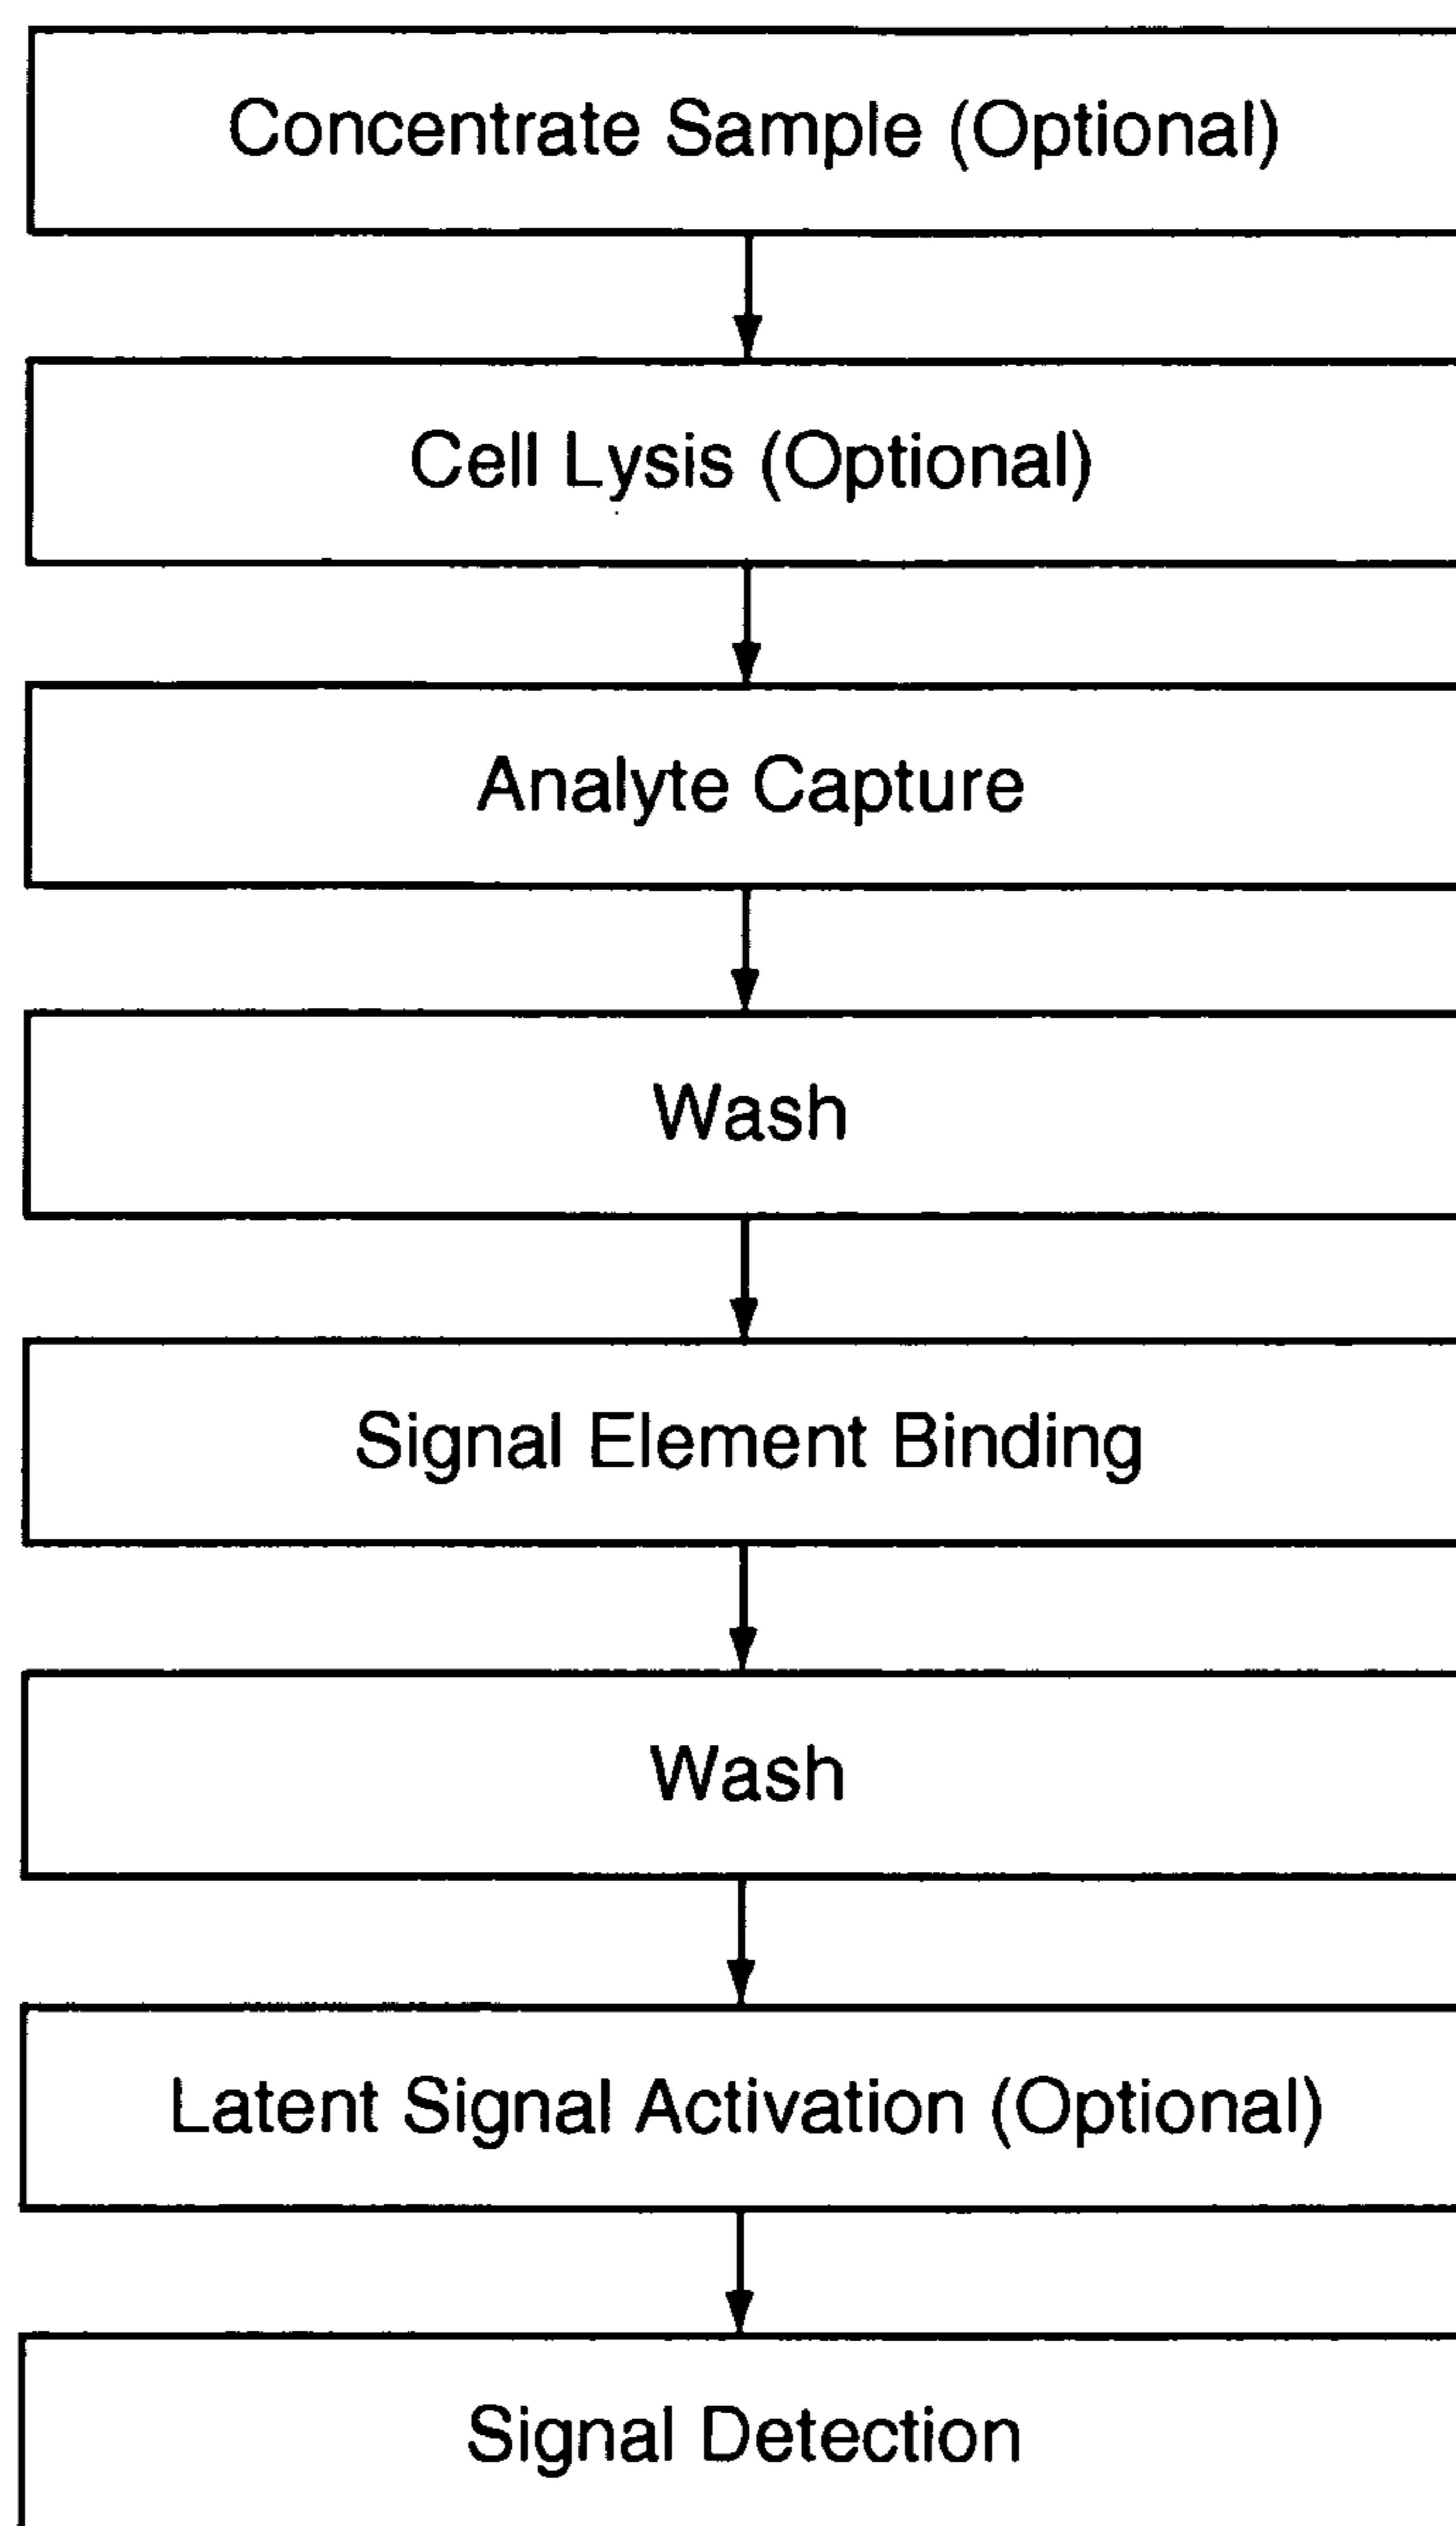 Concentrate Sample (Optional)
Cell Lysis (Optional)
Analyte Capture
Wash
Signal Element Binding
Wash
Latent Signal Activation (Optional)
Signal Detection